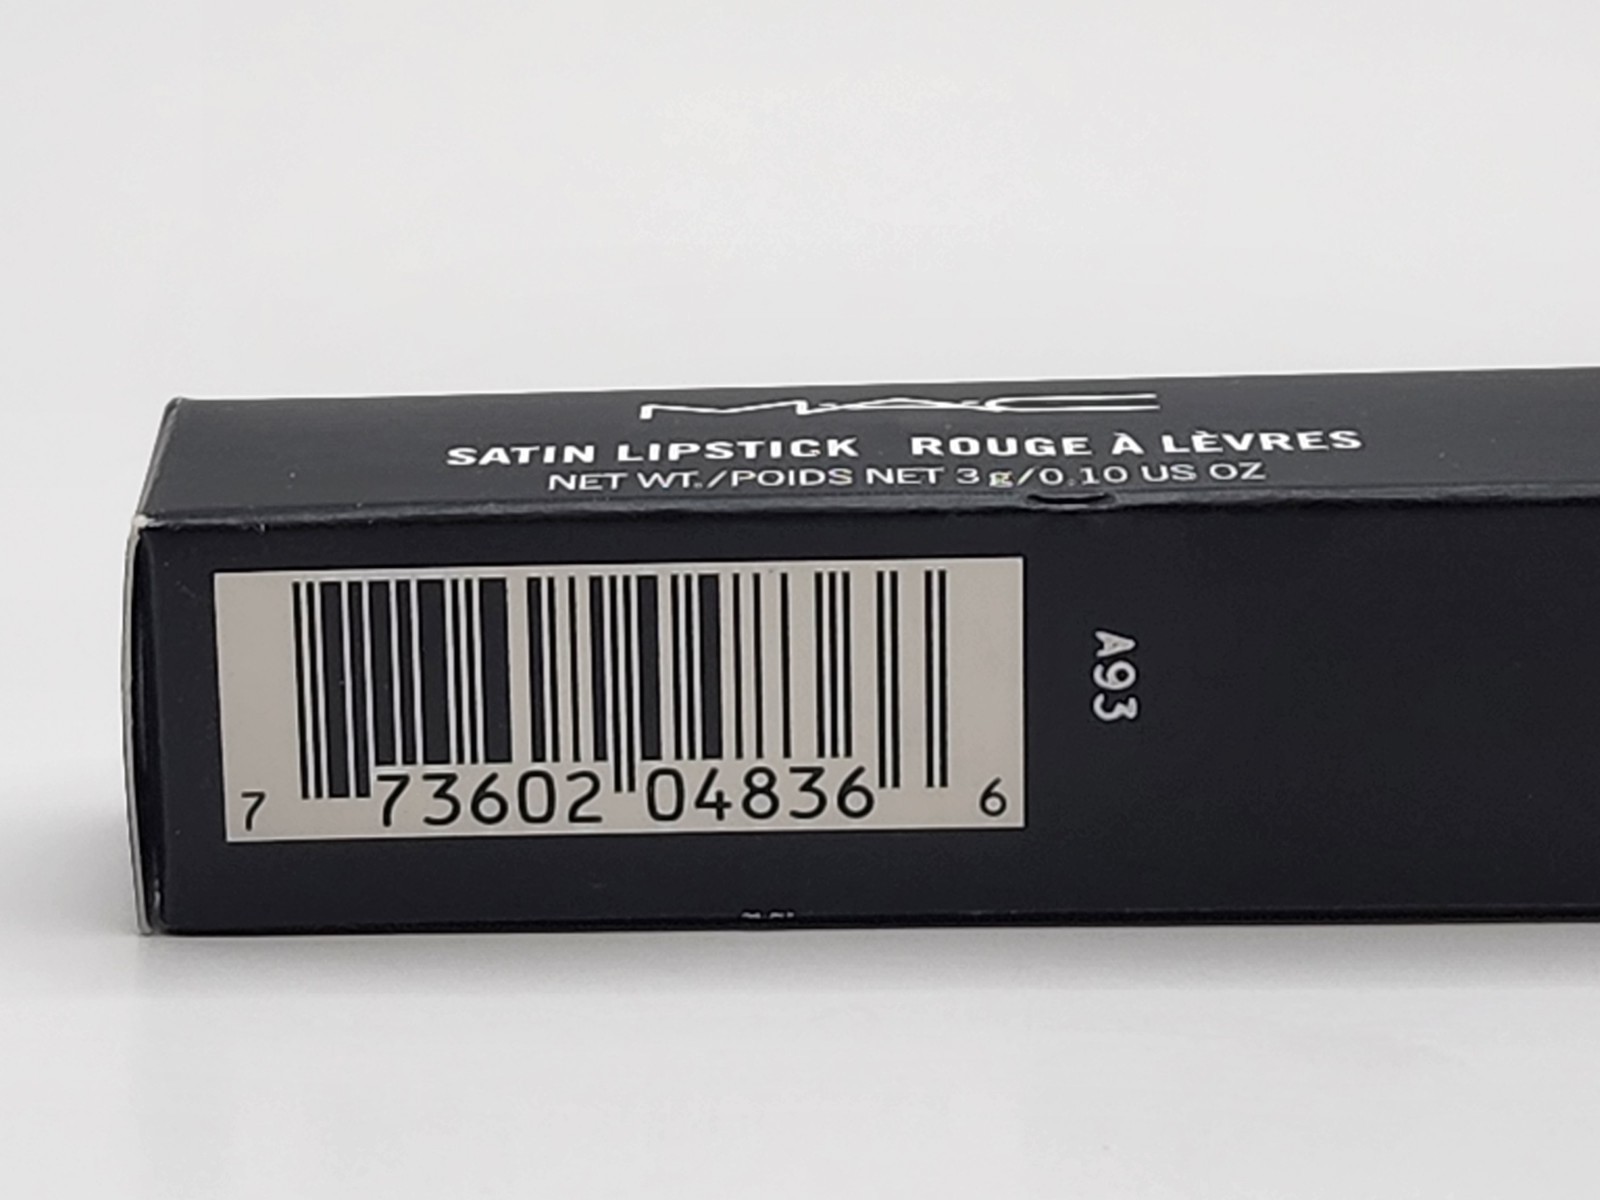 MAC
SATIN LIPSTICK ROUGE À LÈVRES
NET WT./POIDS NET 3 g/0.10 US OZ
7 73602 04836 6
A93